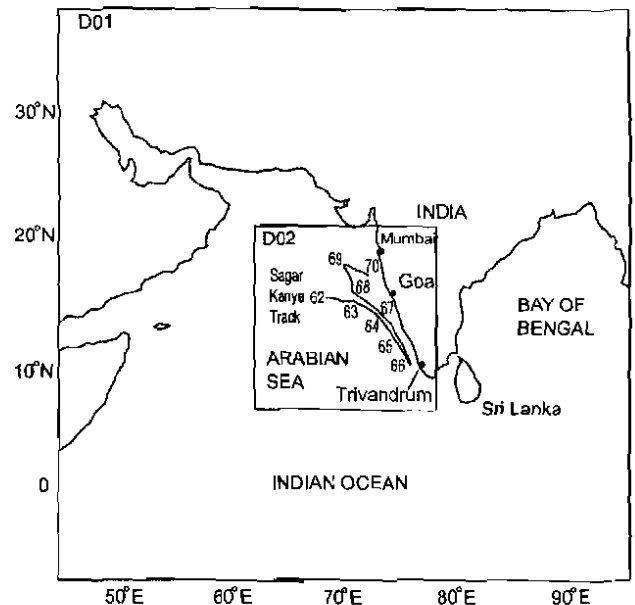 D01
30°N
20°N
10°N
0
INDIA
D02
Mumbai
Sagar
Kanya
Track
69
70
68
62
63
67
64
65
66
Goa
BAY OF
BENGAL
ARABIAN
SEA
Trivandrum
Sri Lanka
INDIAN OCEAN
50°E
60°E
70°E
80°E
90°E